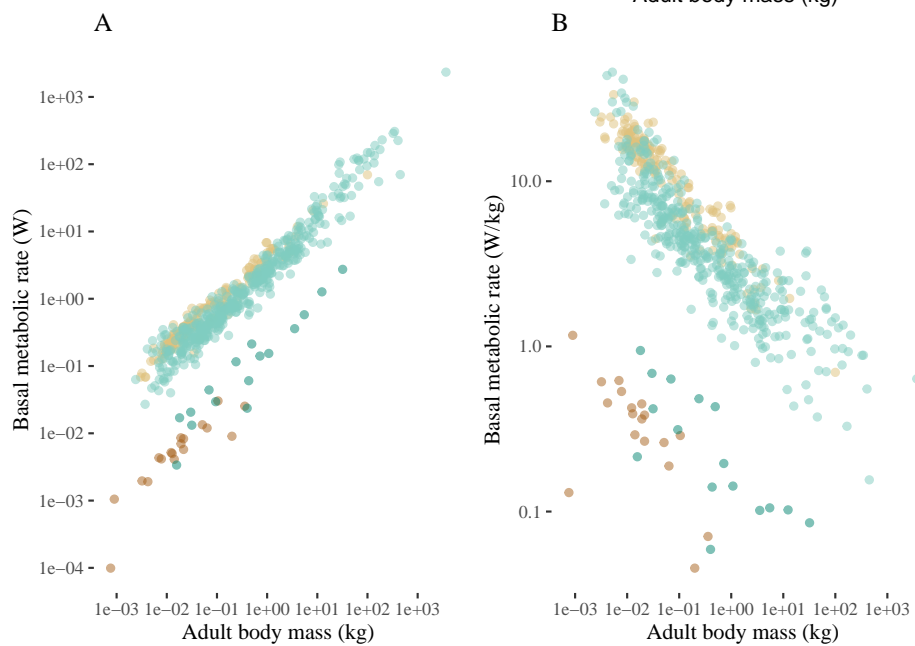 Adult body mass (kg)
A
B
Basal metabolic rate (W)
1e+03
1e+02
1e+01
1e+00
1e−01
1e−02
1e−03
1e−04
1e−03 1e−02 1e−01 1e+00 1e+01 1e+02 1e+03
Adult body mass (kg)
Basal metabolic rate (W/kg)
10.0
1.0
0.1
1e−03 1e−02 1e−01 1e+00 1e+01 1e+02 1e+03
Adult body mass (kg)